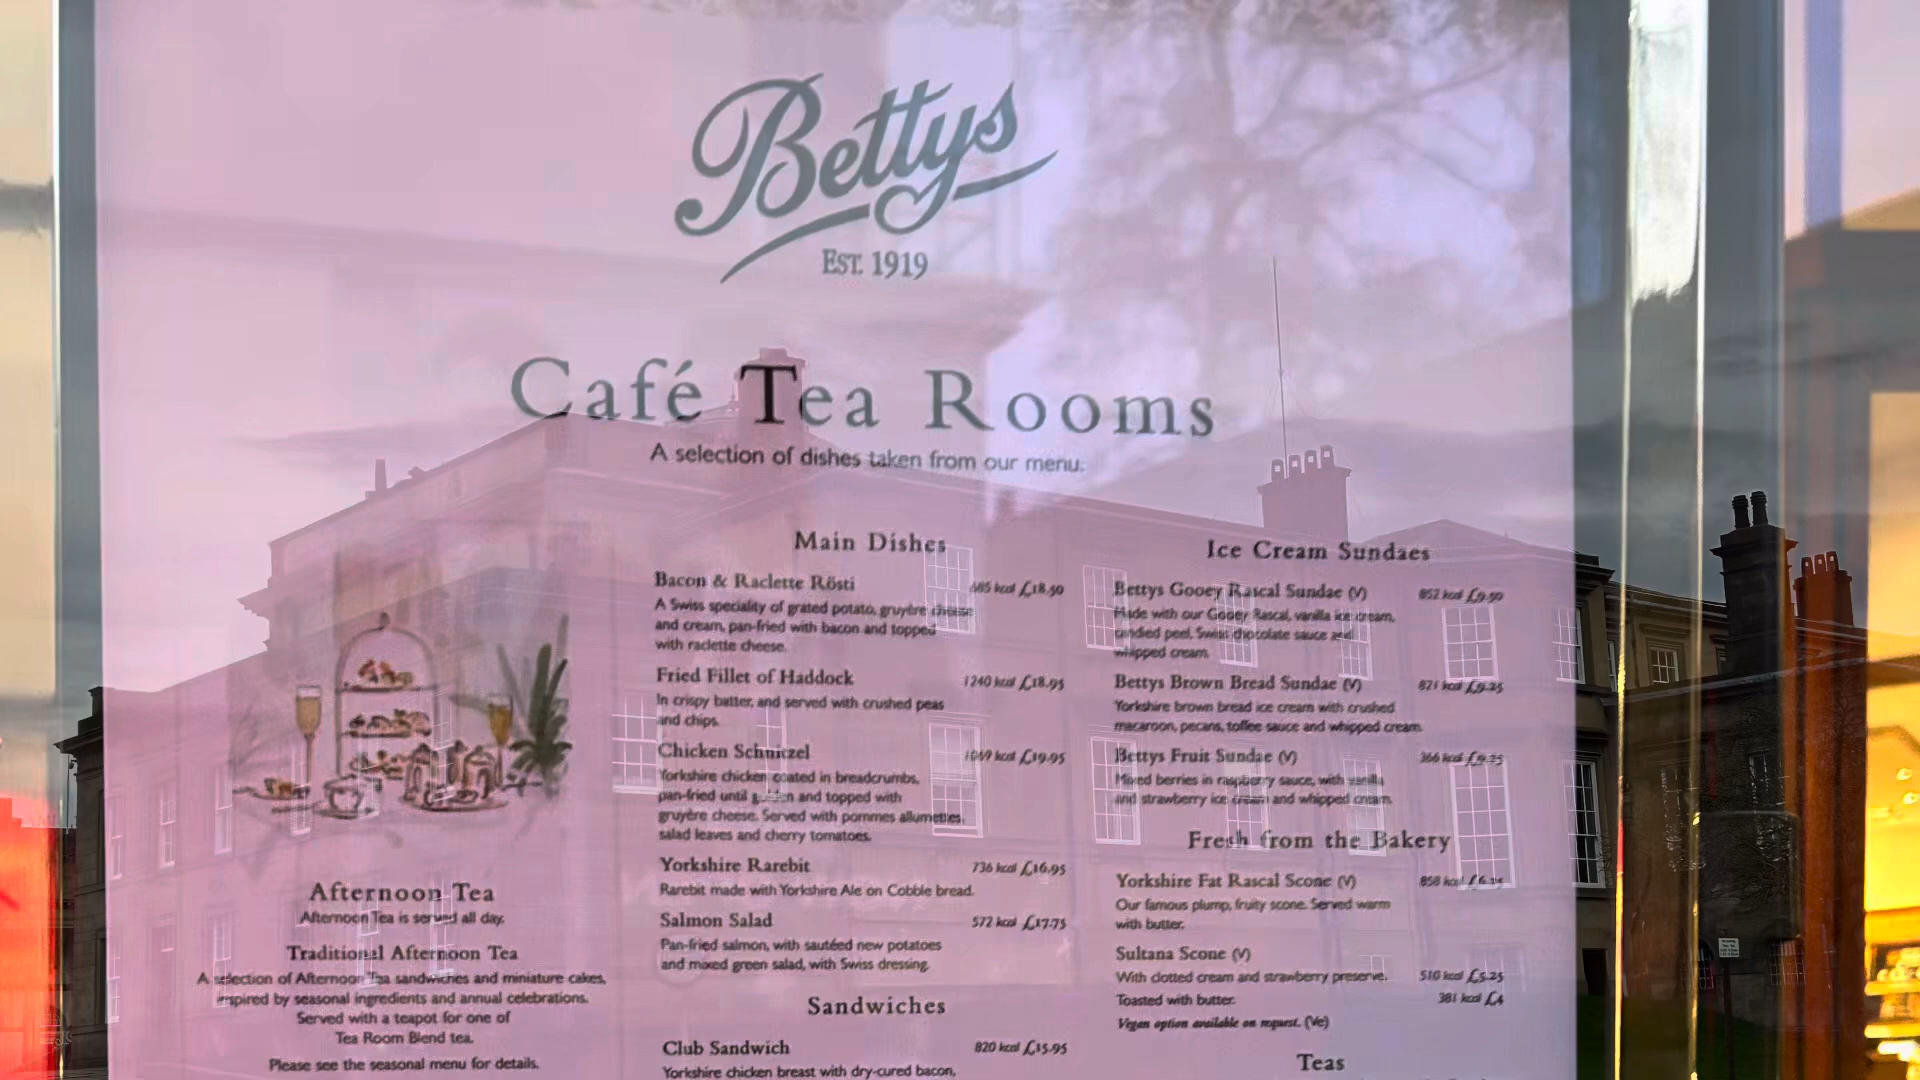 Bettys
EST. 1919
Café Tea Rooms
A selection of dishes taken from our menu.
Afternoon Tea
Afternoon Tea is served all day.
Traditional Afternoon Tea
A selection of Afternoon Tea sandwiches and miniature cakes,
inspired by seasonal ingredients and annual celebrations.
Served with a teapot for one of
Tea Room Blend tea.
Please see the seasonal menu for details.
Main Dishes
Bacon & Raclette Rösti 685 kcal £18.50
A Swiss speciality of grated potato, gruyère cheese
and cream, pan-fried with bacon and topped
with raclette cheese.
Fried Fillet of Haddock 1240 kcal £18.95
In crispy batter, and served with crushed peas
and chips.
Chicken Schnitzel 1069 kcal £19.95
Yorkshire chicken coated in breadcrumbs,
pan-fried until golden and topped with
gruyère cheese. Served with pommes allumettes,
salad leaves and cherry tomatoes.
Yorkshire Rarebit 736 kcal £16.95
Rarebit made with Yorkshire Ale on Cobble bread.
Salmon Salad 572 kcal £17.75
Pan-fried salmon, with sautéed new potatoes
and mixed green salad, with Swiss dressing.
Sandwiches
Club Sandwich 820 kcal £15.95
Yorkshire chicken breast with dry-cured bacon,
Ice Cream Sundaes
Bettys Gooey Rascal Sundae (V) 852 kcal £9.50
Made with our Gooey Rascal, vanilla ice cream,
candied peel, Swiss chocolate sauce and
whipped cream.
Bettys Brown Bread Sundae (V) 871 kcal £9.25
Yorkshire brown bread ice cream with crushed
macaroon, pecans, toffee sauce and whipped cream.
Bettys Fruit Sundae (V) 366 kcal £9.25
Mixed berries in raspberry sauce, with vanilla
and strawberry ice cream and whipped cream.
Fresh from the Bakery
Yorkshire Fat Rascal Scone (V) 858 kcal
Our famous plump, fruity scone. Served warm
with butter.
Sultana Scone (V)
With clotted cream and strawberry preserve. 510 kcal £5.25
Toasted with butter. 381 kcal £4
Vegan option available on request. (Ve)
Teas